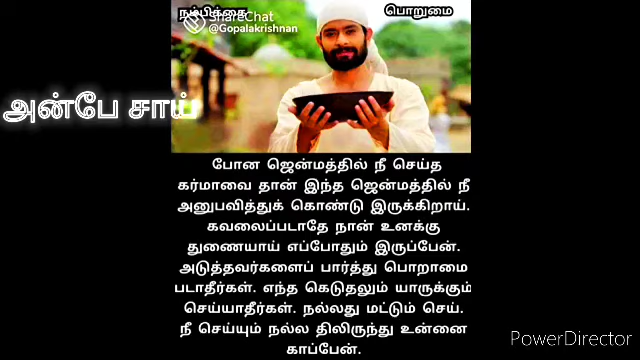 நம்பிக்கை
பொறுமை
ShareChat
@Gopalakrishnan
அன்பே சாய்
போன ஜென்மத்தில் நீ செய்த
கர்மாவை தான் இந்த ஜென்மத்தில் நீ
அனுபவித்துக் கொண்டு இருக்கிறாய்.
கவலைப்படாதே நான் உனக்கு
துணையாய் எப்போதும் இருப்பேன்.
அடுத்தவர்களைப் பார்த்து பொறாமை
படாதீர்கள். எந்த கெடுதலும் யாருக்கும்
செய்யாதீர்கள். நல்லது மட்டும் செய்.
நீ செய்யும் நல்ல திலிருந்து உன்னை
காப்பேன்.
PowerDirector